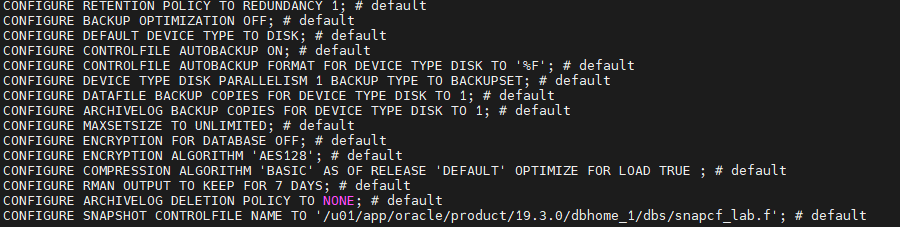 CONFIGURE RETENTION POLICY TO REDUNDANCY 1; # default
CONFIGURE BACKUP OPTIMIZATION OFF; # default
CONFIGURE DEFAULT DEVICE TYPE TO DISK; # default
CONFIGURE CONTROLFILE AUTOBACKUP ON; # default
CONFIGURE CONTROLFILE AUTOBACKUP FORMAT FOR DEVICE TYPE DISK TO '%F'; # default
CONFIGURE DEVICE TYPE DISK PARALLELISM 1 BACKUP TYPE TO BACKUPSET; # default
CONFIGURE DATAFILE BACKUP COPIES FOR DEVICE TYPE DISK TO 1; # default
CONFIGURE ARCHIVELOG BACKUP COPIES FOR DEVICE TYPE DISK TO 1; # default
CONFIGURE MAXSETSIZE TO UNLIMITED; # default
CONFIGURE ENCRYPTION FOR DATABASE OFF; # default
CONFIGURE ENCRYPTION ALGORITHM 'AES128'; # default
CONFIGURE COMPRESSION ALGORITHM 'BASIC' AS OF RELEASE 'DEFAULT' OPTIMIZE FOR LOAD TRUE ; # default
CONFIGURE RMAN OUTPUT TO KEEP FOR 7 DAYS; # default
CONFIGURE ARCHIVELOG DELETION POLICY TO NONE; # default
CONFIGURE SNAPSHOT CONTROLFILE NAME TO '/u01/app/oracle/product/19.3.0/dbhome_1/dbs/snapcf_lab.f'; # default